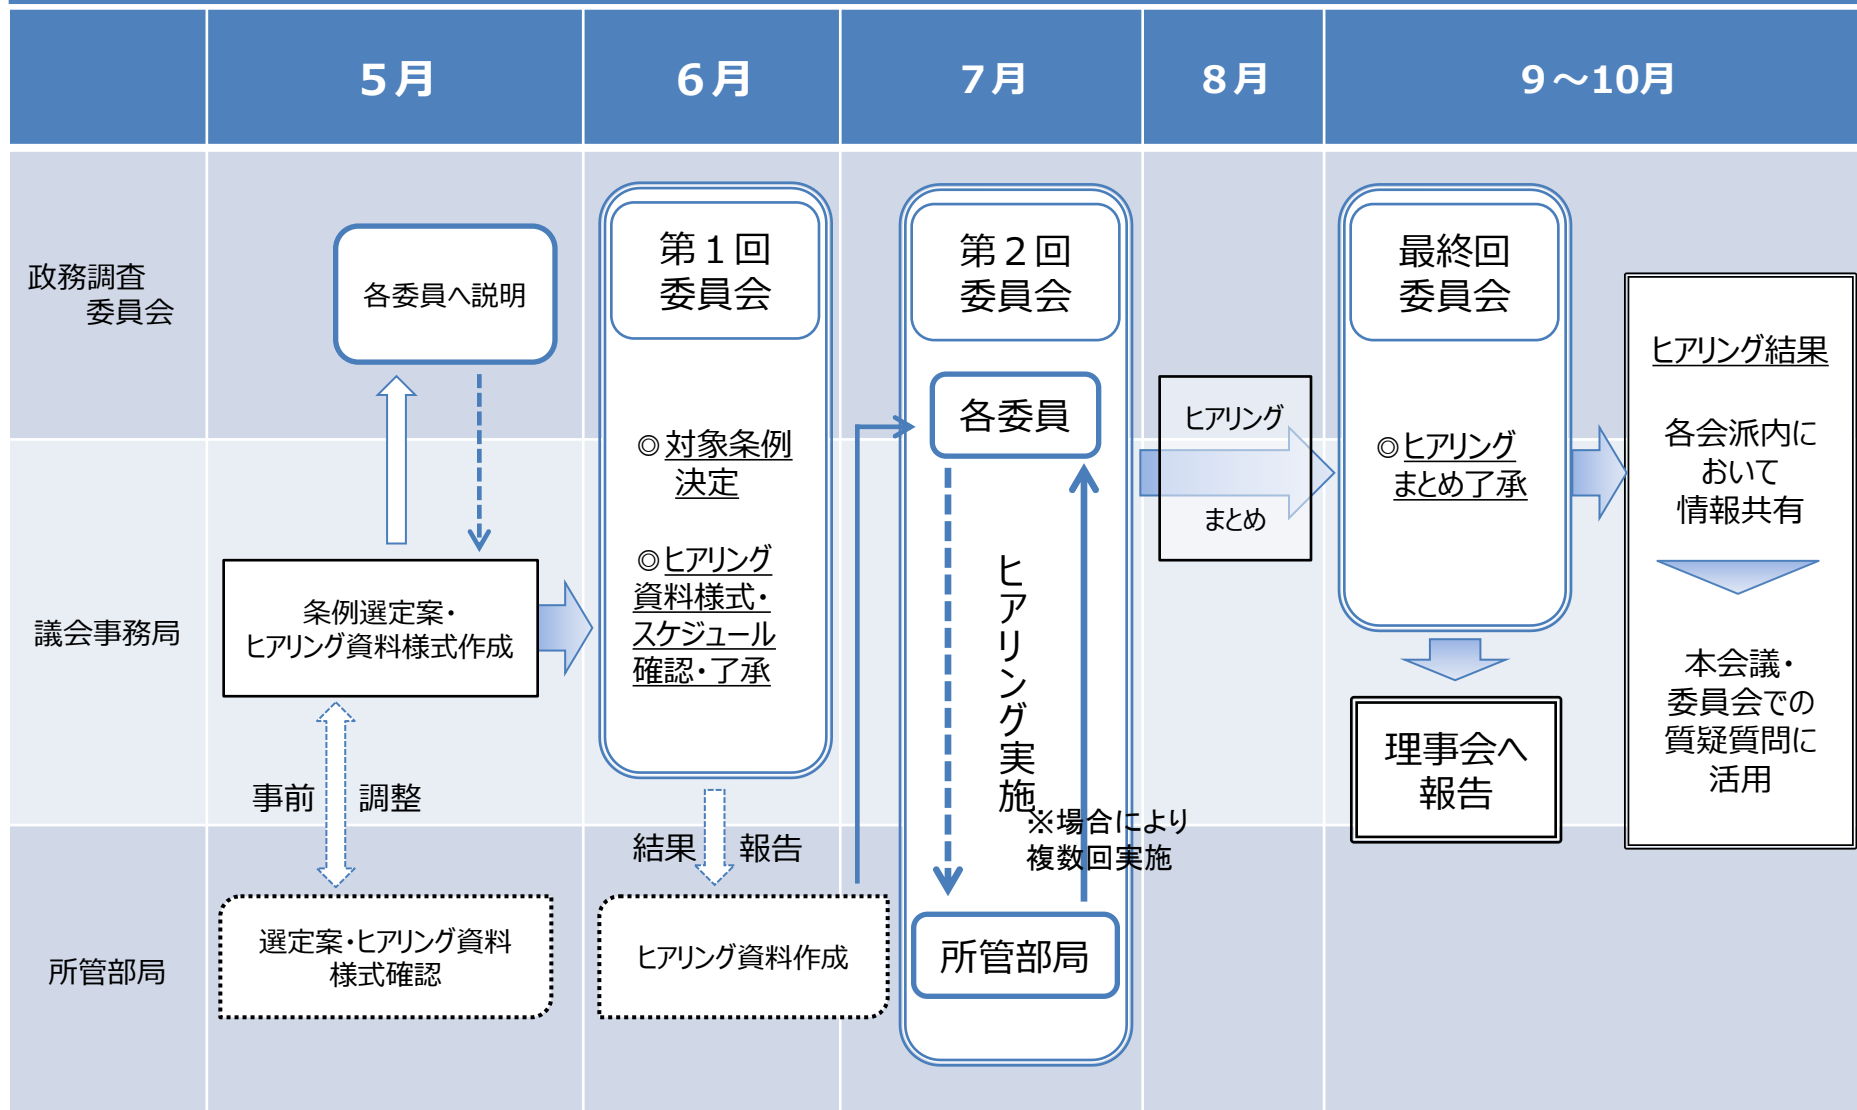 ５月
６月
７月
８月
９～10月
政務調査
委員会
議会事務局
所管部局
各委員へ説明
条例選定案・
ヒアリング資料様式作成
事前 調整
選定案・ヒアリング資料
様式確認
第１回
委員会
◎対象条例
決定
◎ヒアリング
資料様式・
スケジュール
確認・了承
結果 報告
ヒアリング資料作成
第２回
委員会
各委員
ヒアリング実施
※場合により
複数回実施
所管部局
ヒアリング
まとめ
最終回
委員会
◎ヒアリング
まとめ了承
理事会へ
報告
ヒアリング結果
各会派内に
おいて
情報共有
本会議・
委員会での
質疑質問に
活用